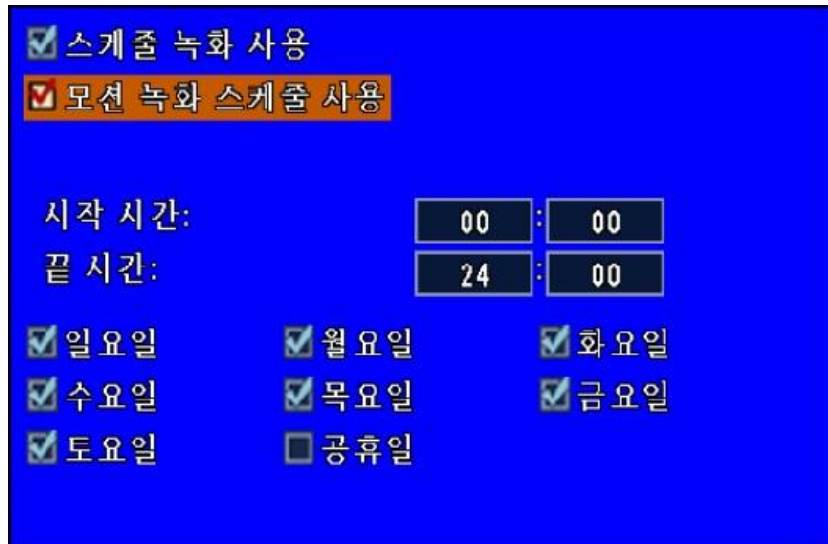 스케줄 녹화 사용
모션 녹화 스케줄 사용
시작 시간: 00 : 00
끝 시간: 24 : 00
일요일 월요일 화요일
수요일 목요일 금요일
토요일 공휴일